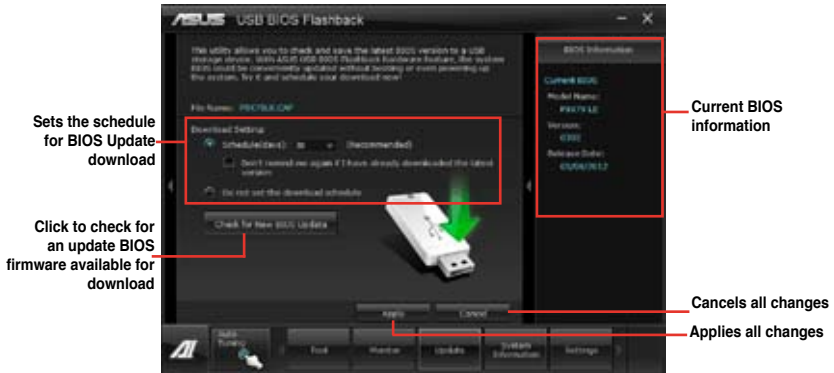 ASUS USB BIOS Flashback
This utility allows you to check and save the latest BIOS version to a USB
storage device. With ASUS USB BIOS Flashback hardware feature, the system
BIOS could be conveniently updated without booting or even powering up
the system. Try it and schedule your download now!
File Name:
Download Setting
Schedule(days): (Recommended)
Don't remind me again if I have already downloaded the latest
version
Do not set the download schedule
Check for New BIOS Update
Apply
Cancel
BIOS Information
Current BIOS
Model Name:
Version:
Release Date:
Auto
Tuning
Tool
Monitor
Update
System
Information
Settings
Sets the schedule
for BIOS Update
download
Click to check for
an update BIOS
firmware available for
download
Current BIOS
information
Cancels all changes
Applies all changes